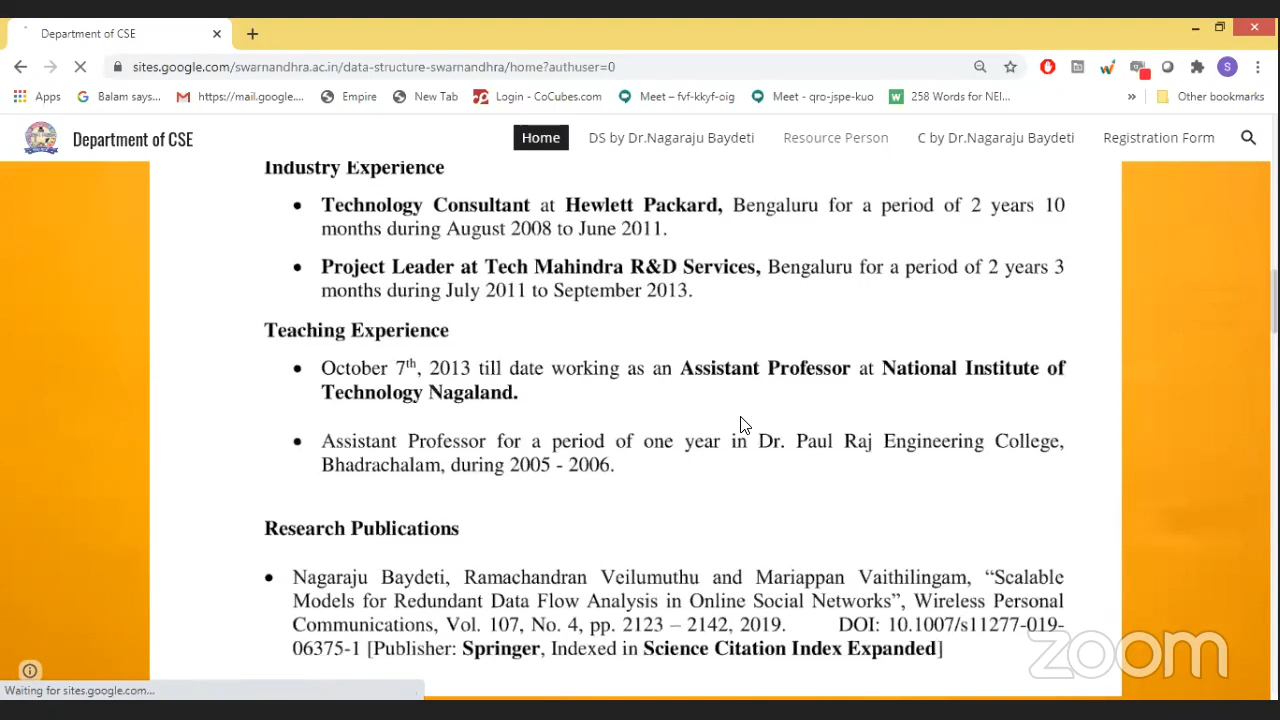 Department of CSE
sites.google.com/swarnandhra.ac.in/data-structure-swarnandhra/home?authuser=0
S
Apps Balam says... https://mail.google.... Empire New Tab Login - CoCubes.com Meet – fvf-kkyf-oig Meet - qro-jspe-kuo 258 Words for NEI... » Other bookmarks
Department of CSE Home DS by Dr.Nagaraju Baydeti Resource Person C by Dr.Nagaraju Baydeti Registration Form
Industry Experience
• Technology Consultant at Hewlett Packard, Bengaluru for a period of 2 years 10
months during August 2008 to June 2011.
• Project Leader at Tech Mahindra R&D Services, Bengaluru for a period of 2 years 3
months during July 2011 to September 2013.
Teaching Experience
• October 7th, 2013 till date working as an Assistant Professor at National Institute of
Technology Nagaland.
• Assistant Professor for a period of one year in Dr. Paul Raj Engineering College,
Bhadrachalam, during 2005 - 2006.
Research Publications
• Nagaraju Baydeti, Ramachandran Veilumuthu and Mariappan Vaithilingam, “Scalable
Models for Redundant Data Flow Analysis in Online Social Networks”, Wireless Personal
Communications, Vol. 107, No. 4, pp. 2123 – 2142, 2019. DOI: 10.1007/s11277-019-
06375-1 [Publisher: Springer, Indexed in Science Citation Index Expanded]
zoom
Waiting for sites.google.com...